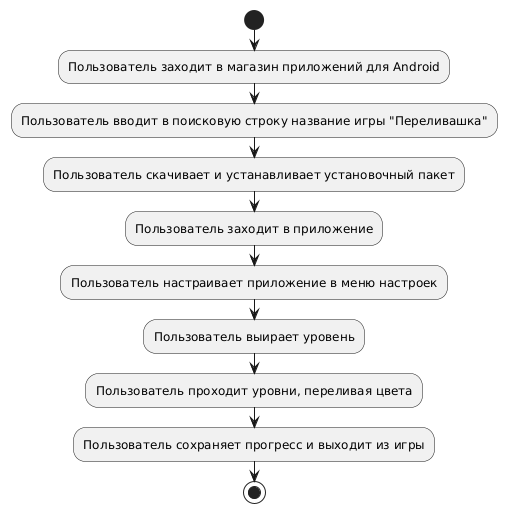 Пользователь заходит в магазин приложений для Android
Пользователь вводит в поисковую строку название игры "Переливашка"
Пользователь скачивает и устанавливает установочный пакет
Пользователь заходит в приложение
Пользователь настраивает приложение в меню настроек
Пользователь выирает уровень
Пользователь проходит уровни, переливая цвета
Пользователь сохраняет прогресс и выходит из игры